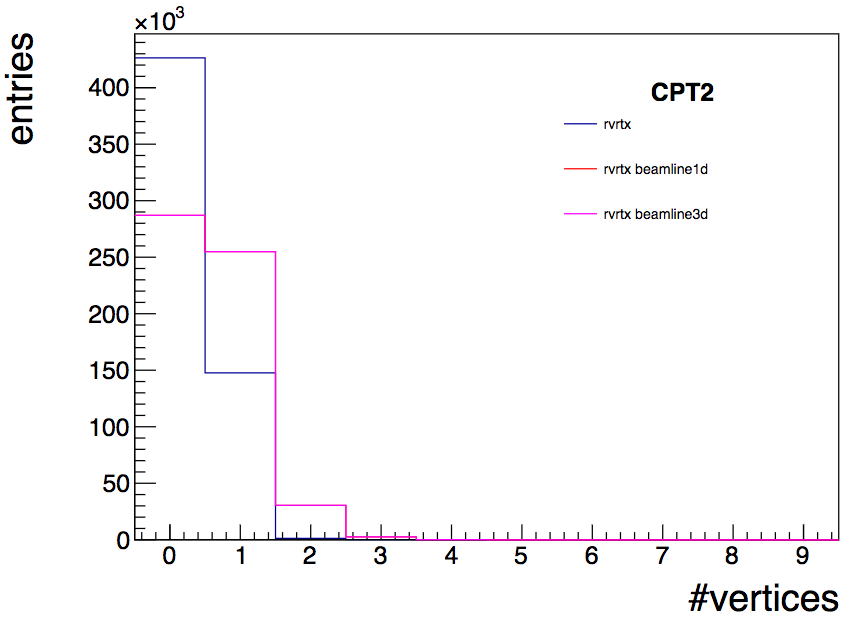 ×10³
entries
400
350
300
250
200
150
100
50
0
CPT2
rvrtx
rvrtx beamline1d
rvrtx beamline3d
0 1 2 3 4 5 6 7 8 9
#vertices